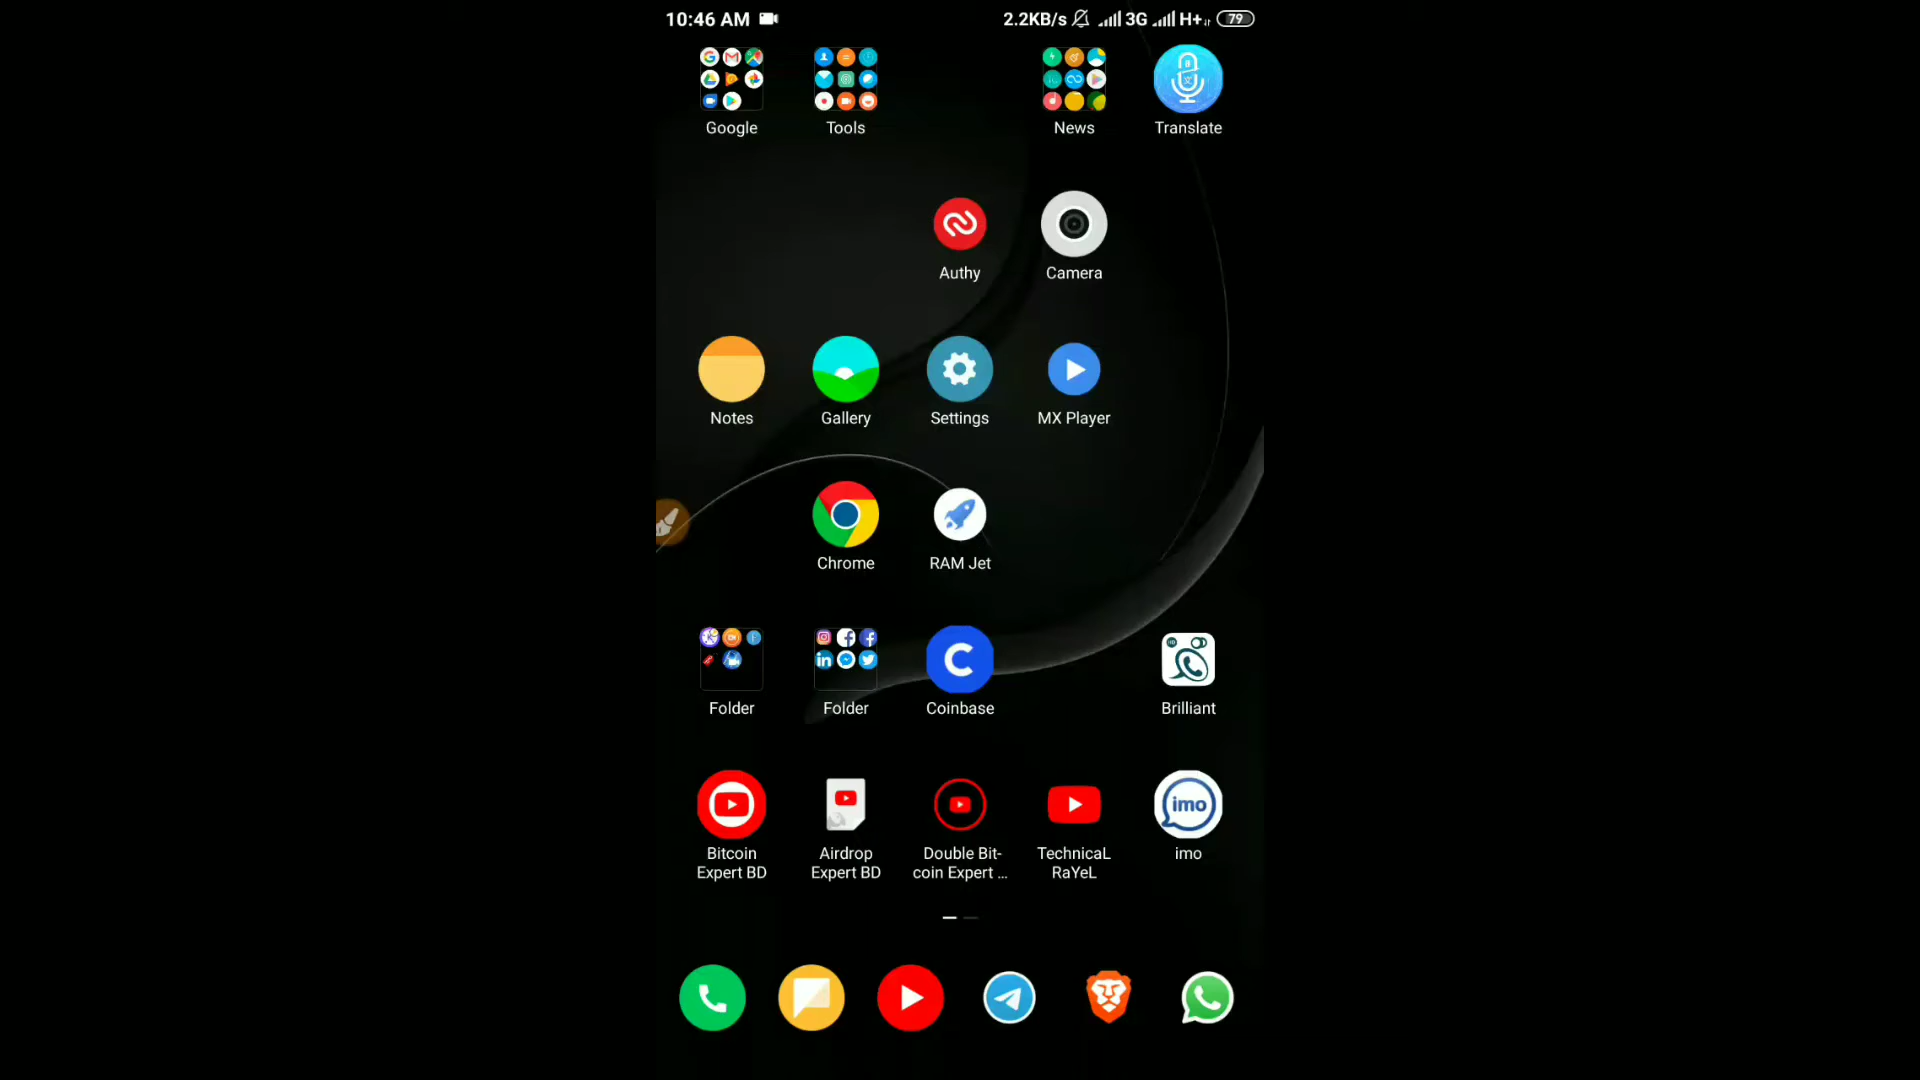 10:46 AM
2.2KB/s 3G H+ 79
Google Tools News Translate
Authy Camera
Notes Gallery Settings MX Player
Chrome RAM Jet
Folder Folder Coinbase Brilliant
imo
Bitcoin Airdrop Double Bit- TechnicaL imo
Expert BD Expert BD coin Expert ... RaYeL